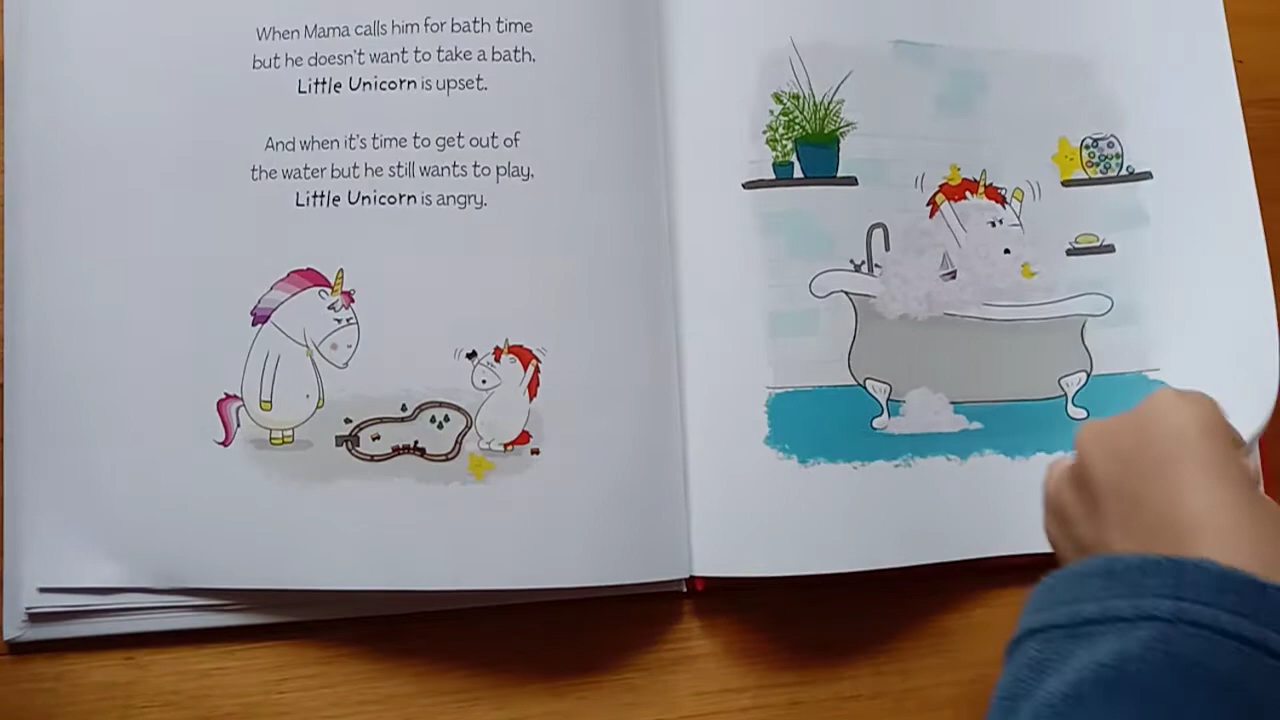 When Mama calls him for bath time
but he doesn't want to take a bath,
Little Unicorn is upset.
And when it's time to get out of
the water but he still wants to play,
Little Unicorn is angry.